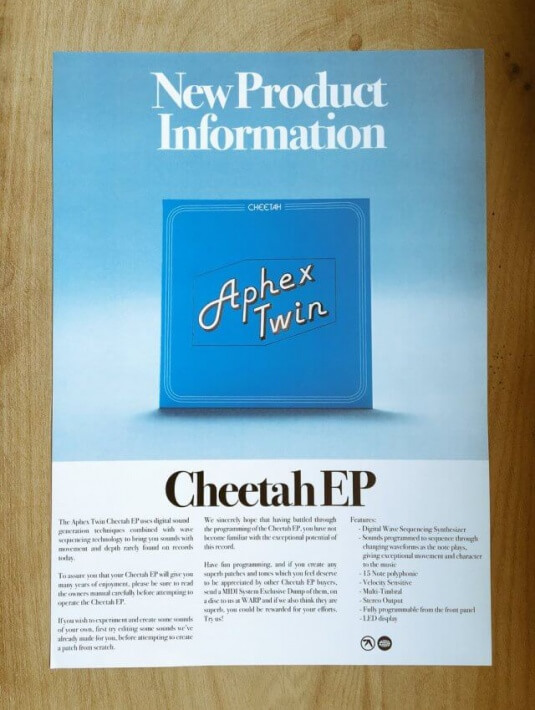 New Product
Information
CHEETAH
Aphex
Twin
Cheetah EP
The Aphex Twin Cheetah EP uses digital sound
generation techniques combined with wave
sequencing technology to bring you sounds with
movement and depth rarely found on records
today.
To assure you that your Cheetah EP will give you
many years of enjoyment, please be sure to read
the owners manual carefully before attempting to
operate the Cheetah EP.
If you wish to experiment and create some sounds
of your own, first try editing some sounds we've
already made for you, before attempting to create
a patch from scratch.
We sincerely hope that having battled through
the programming of the Cheetah EP, you have not
become familiar with the exceptional potential of
this record.
Have fun programming, and if you create any
superb patches and tones which you feel deserve
to be appreciated by other Cheetah EP buyers,
send a MIDI System Exclusive Dump of them, on
a disc to us at WARP and if we also think they are
superb, you could be rewarded for your efforts.
Try us!
Features:
- Digital Wave Sequencing Synthesizer
- Sounds programmed to sequence through
changing waveforms as the note plays,
giving exceptional movement and character
to the music
- 15 Note polyphonic
- Velocity Sensitive
- Multi-Timbral
- Stereo Output
- Fully programmable from the front panel
- LED display